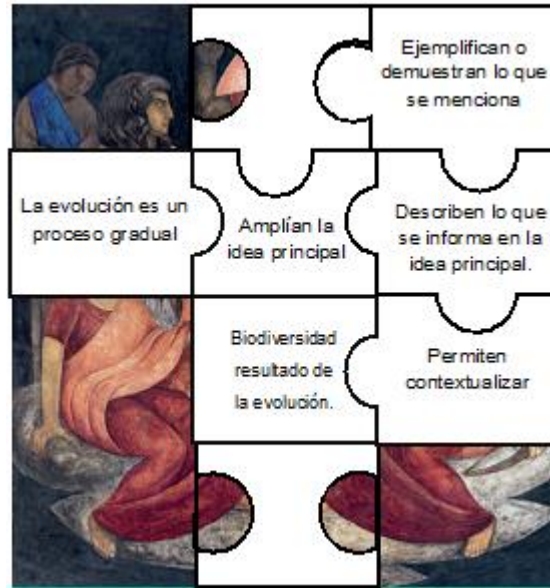 Ejemplifican o
demuestran lo que
se menciona
La evolución es un
proceso gradual
Amplían la
idea principal
Describen lo que
se informa en la
idea principal.
Biodiversidad
resultado de
la evolución.
Permiten
contextualizar